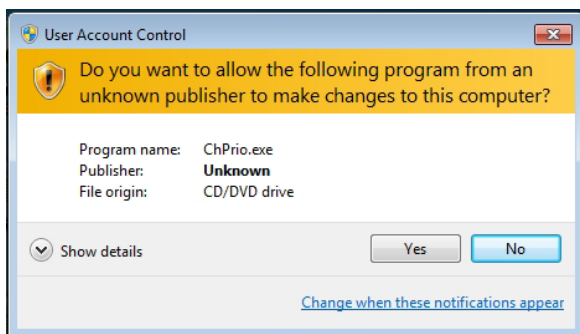 User Account Control
Do you want to allow the following program from an
unknown publisher to make changes to this computer?
Program name: ChPrio.exe
Publisher: Unknown
File origin: CD/DVD drive
Show details
Yes
No
Change when these notifications appear